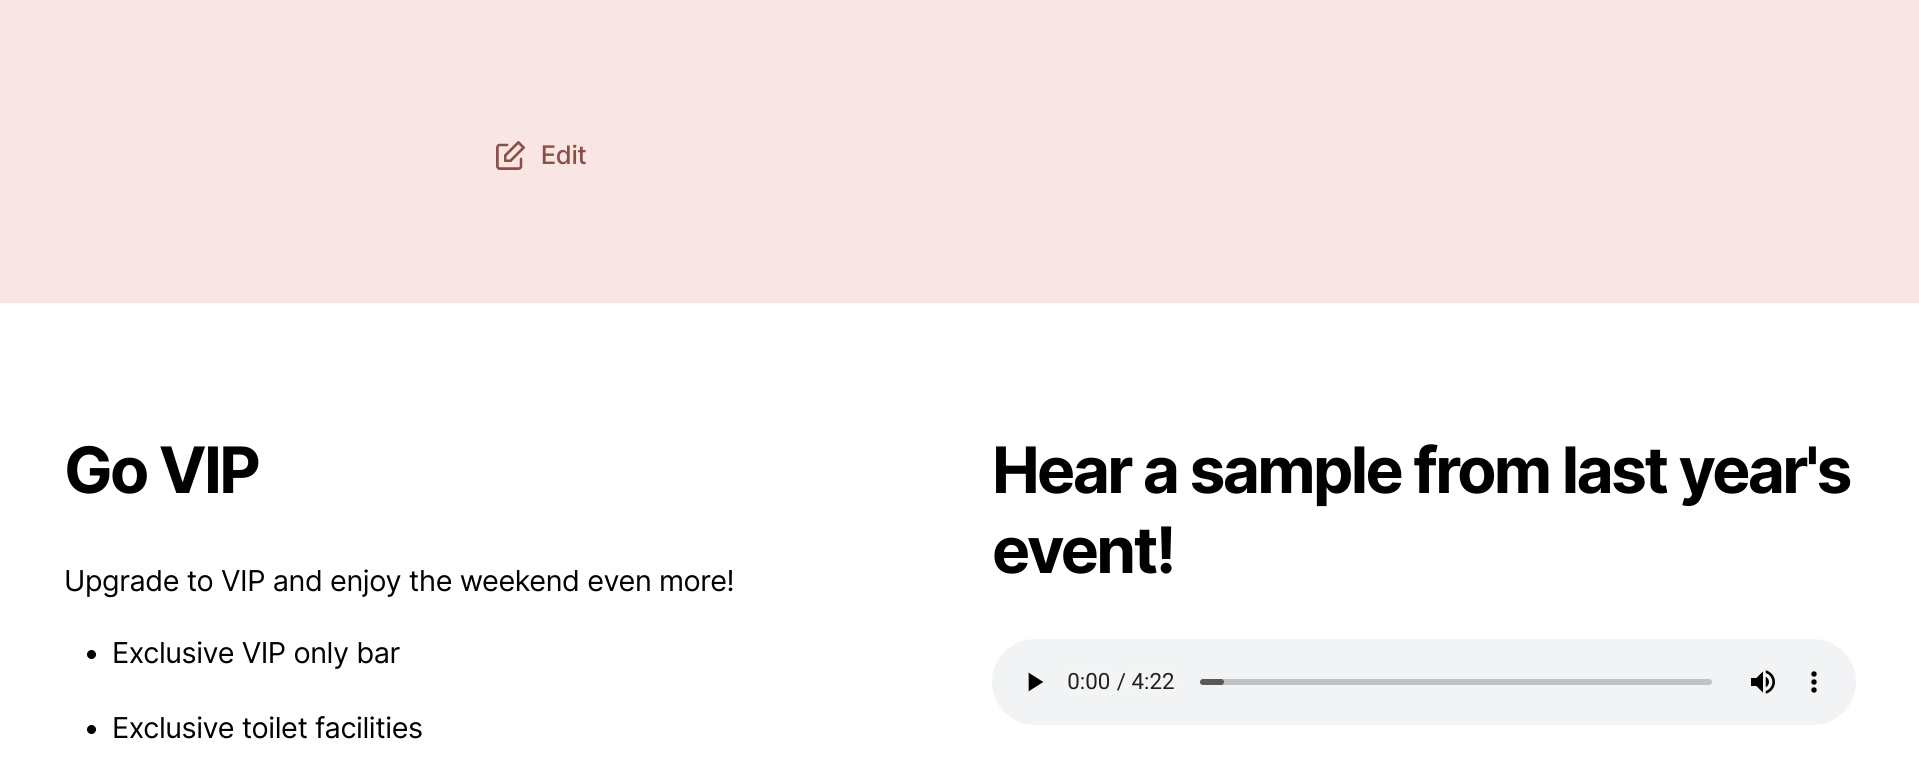 Edit
Go VIP
Upgrade to VIP and enjoy the weekend even more!
• Exclusive VIP only bar
• Exclusive toilet facilities
Hear a sample from last year's
event!
0:00 / 4:22